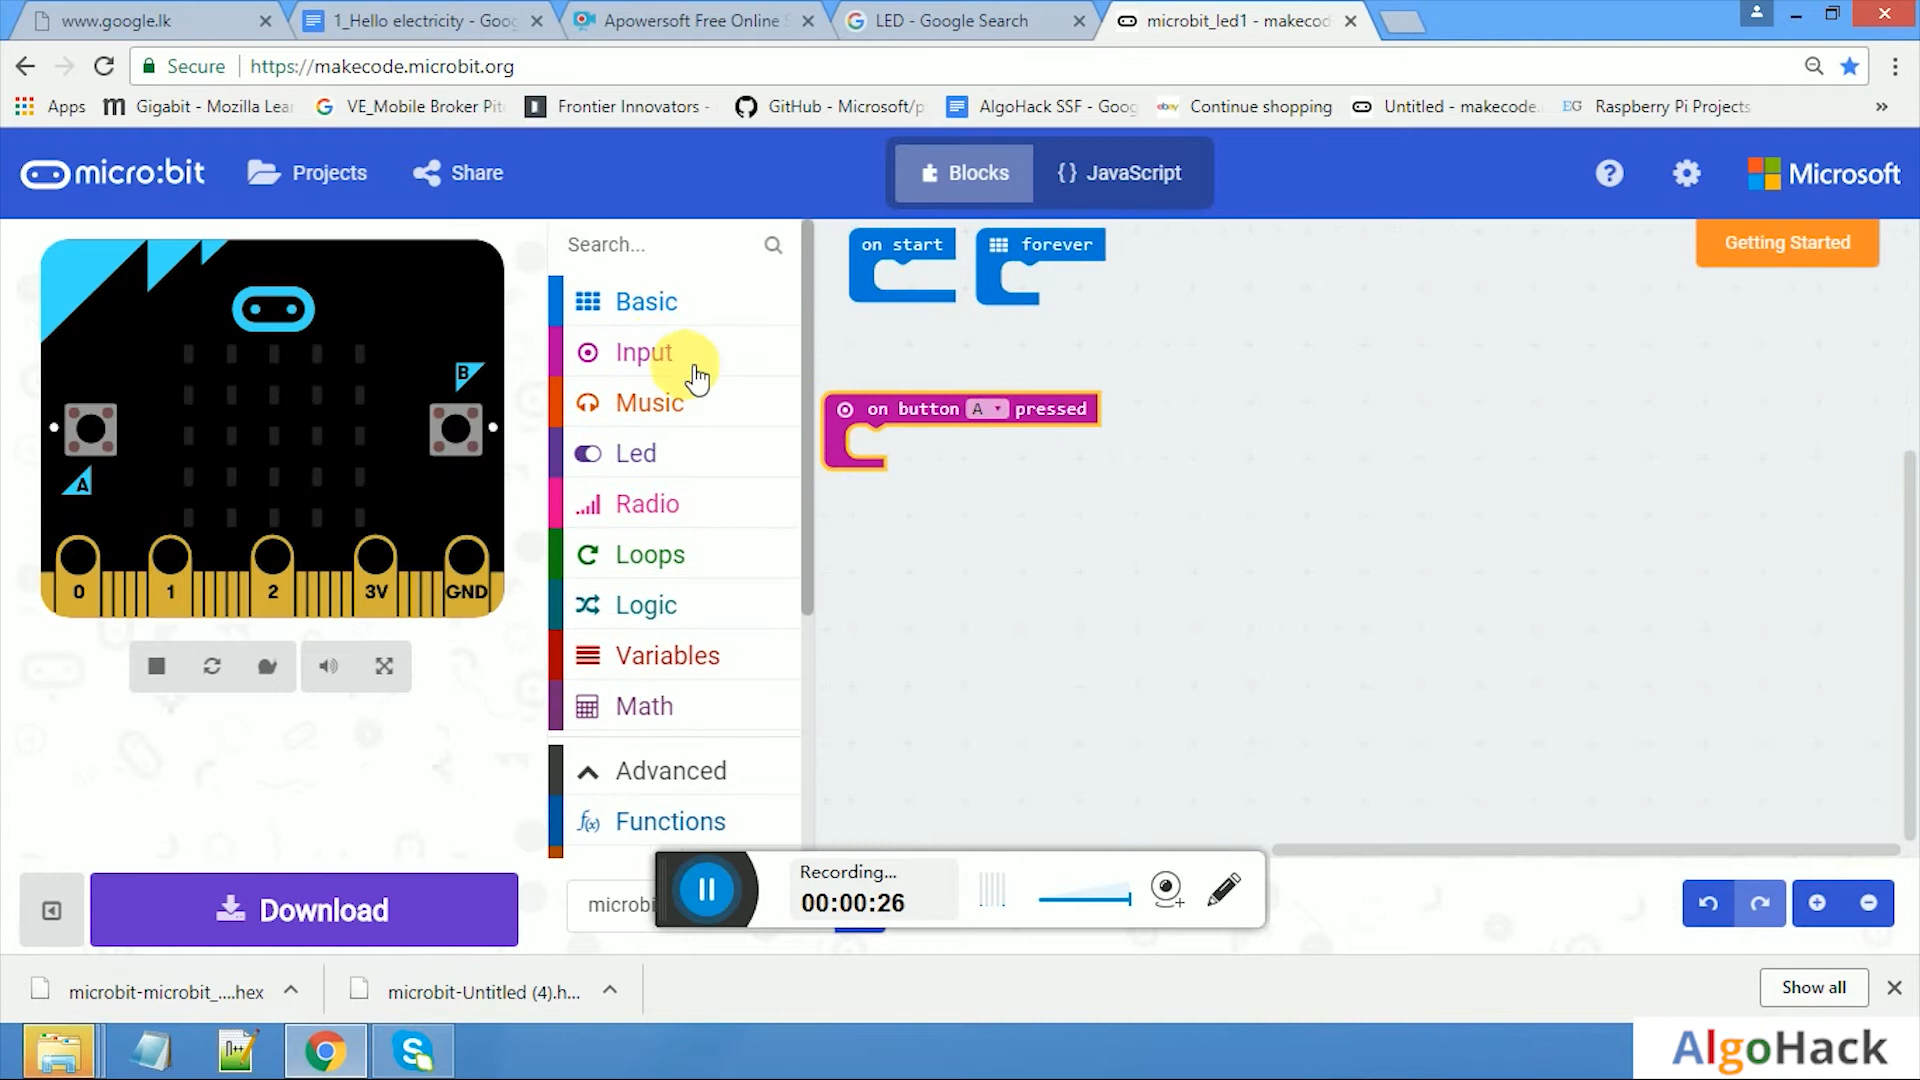 www.google.lk
1_Hello electricity - Goog
Apowersoft Free Online S
LED - Google Search
microbit_led1 - makecod
Secure
https://makecode.microbit.org
Apps
Gigabit - Mozilla Lear
VE_Mobile Broker Pit
Frontier Innovators -
GitHub - Microsoft/p
AlgoHack SSF - Goog
ebay
Continue shopping
Untitled - makecode.
EG
Raspberry Pi Projects
»
micro:bit
Projects
Share
Blocks
{} JavaScript
?
Microsoft
Search...
on start
forever
Getting Started
Basic
Input
Music
Led
Radio
Loops
Logic
Variables
Math
Advanced
f(x) Functions
on button A pressed
B
A
0
1
2
3V
GND
Download
microbi
Recording...
00:00:26
microbit-microbit_....hex
microbit-Untitled (4).h...
Show all
N++
S
AlgoHack